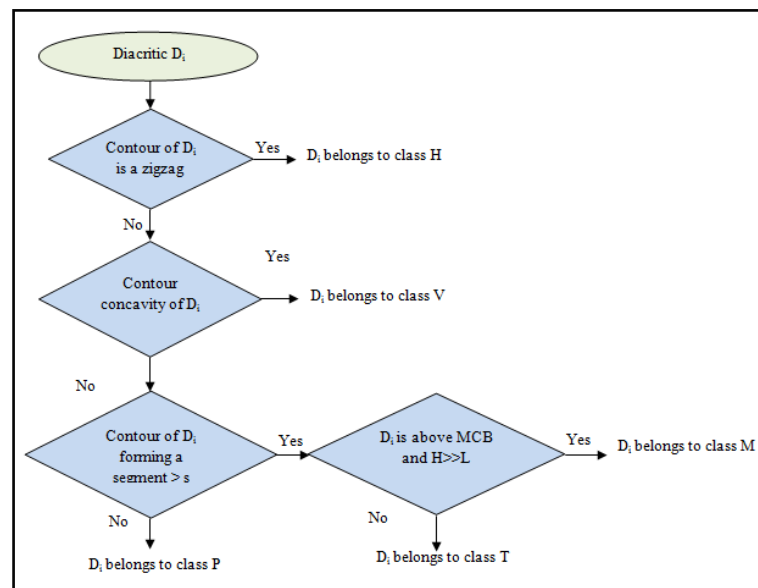 Diacritic Di
Contour of Di
is a zigzag
Yes
Di belongs to class H
No
Yes
Contour
concavity of Di
Di belongs to class V
No
Contour of Di
forming a
segment > s
Yes
Di is above MCB
and H>>L
Yes
Di belongs to class M
No
No
Di belongs to class P
Di belongs to class T